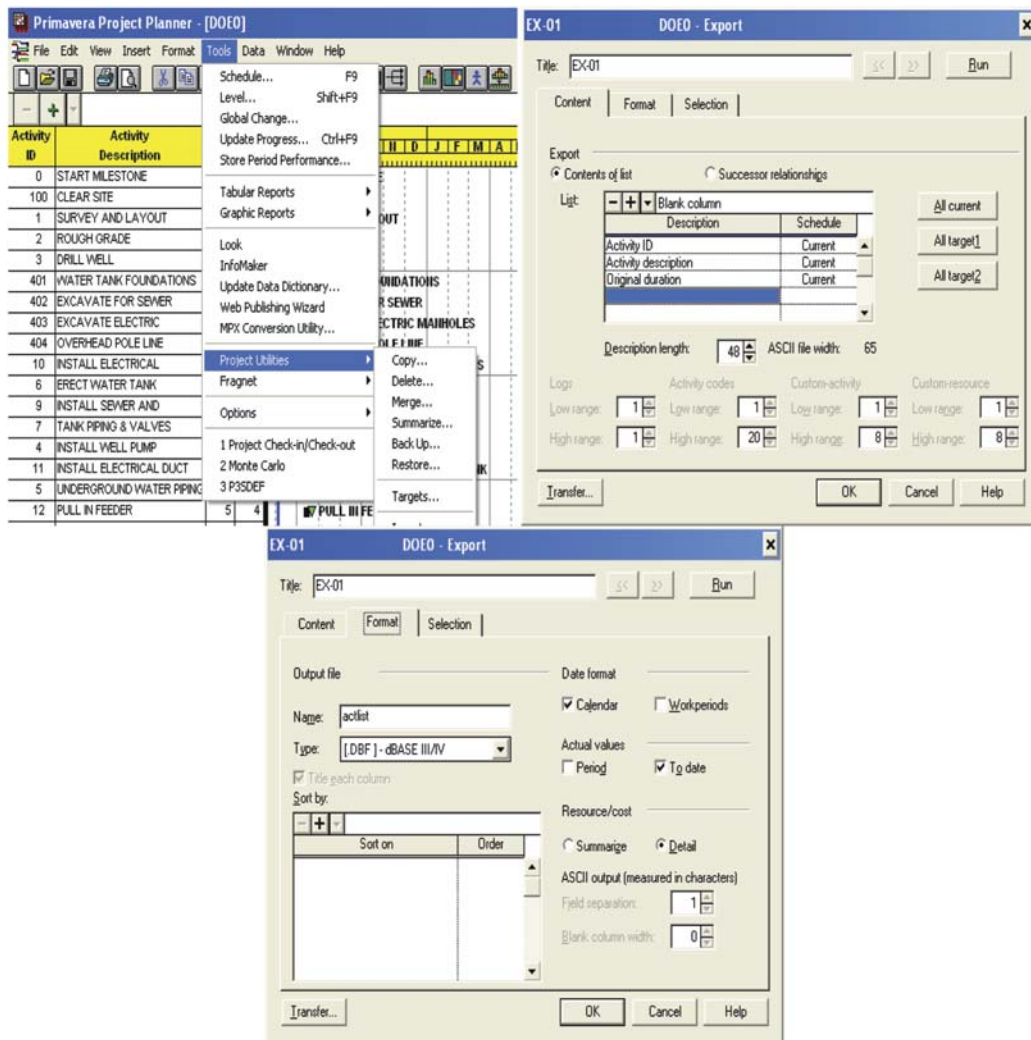 Primavera Project Planner - [DOE0]
File Edit View Insert Format Tools Data Window Help
Activity ID
Activity Description
N D J F M A
0 START MILESTONE
100 CLEAR SITE
1 SURVEY AND LAYOUT
2 ROUGH GRADE
3 DRILL WELL
401 WATER TANK FOUNDATIONS
402 EXCAVATE FOR SEWER
403 EXCAVATE ELECTRIC
404 OVERHEAD POLE LINE
10 INSTALL ELECTRICAL
6 ERECT WATER TANK
9 INSTALL SEWER AND
7 TANK PIPING & VALVES
4 INSTALL WELL PUMP
11 INSTALL ELECTRICAL DUCT
5 UNDERGROUND WATER PIPING
12 PULL IN FEEDER 5 4
PULL IN FE
Schedule... F9
Level... Shift+F9
Global Change...
Update Progress... Ctrl+F9
Store Period Performance...
Tabular Reports
Graphic Reports
Look
InfoMaker
Update Data Dictionary...
Web Publishing Wizard
MPX Conversion Utility...
Project Utilities
Fragnet
Options
1 Project Check-in/Check-out
2 Monte Carlo
3 P3SDEF
OUT
UNDATIONS
R SEWER
ECTRIC MANHOLES
OLE LINE
S
NK
Copy...
Delete...
Merge...
Summarize...
Back Up...
Restore...
Targets...
EX-01 DOE0 - Export
Title: EX-01 << >> Run
Content Format Selection
Export
Contents of list Successor relationships
List: Blank column
Description Schedule
Activity ID Current
Activity description Current
Original duration Current
All current
All target1
All target2
Description length: 48 ASCII file width: 65
Logs Activity codes Custom-activity Custom-resource
Low range: 1 Low range: 1 Low range: 1 Low range: 1
High range: 1 High range: 20 High range: 8 High range: 8
Transfer... OK Cancel Help
EX-01 DOE0 - Export
Title: EX-01 << >> Run
Content Format Selection
Output file
Name: actlist
Type: [.DBF ] - dBASE III/IV
Title each column
Sort by:
Sort on Order
Date format
Calendar Workperiods
Actual values
Period To date
Resource/cost
Summarize Detail
ASCII output (measured in characters)
Field separation: 1
Blank column width: 0
Transfer... OK Cancel Help